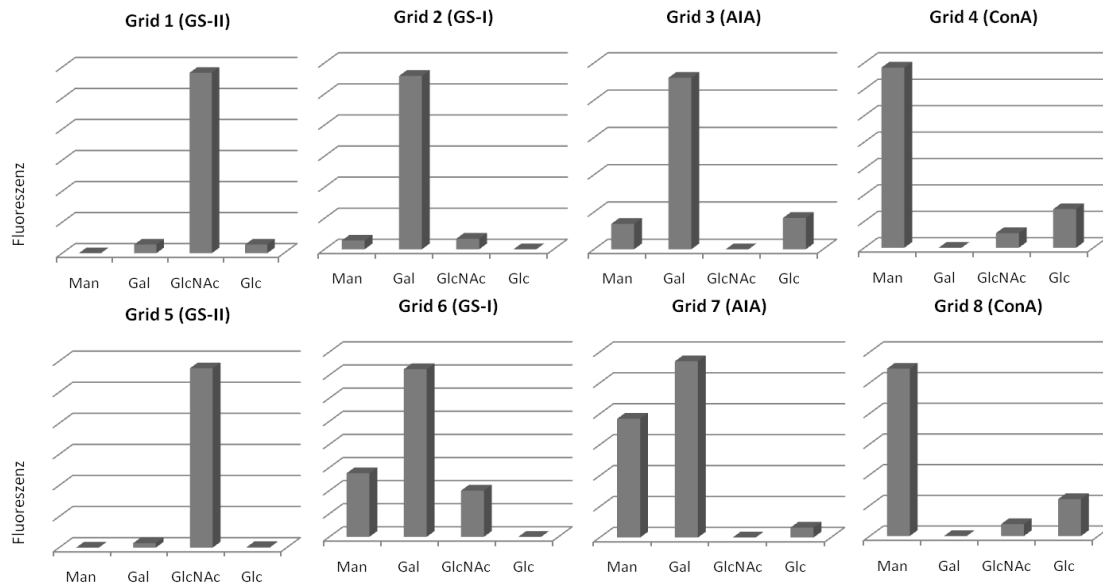 Grid 1 (GS-II)
Grid 2 (GS-I)
Grid 3 (AIA)
Grid 4 (ConA)
Fluoreszenz
Man Gal GlcNAc Glc
Man Gal GlcNAc Glc
Man Gal GlcNAc Glc
Man Gal GlcNAc Glc
Grid 5 (GS-II)
Grid 6 (GS-I)
Grid 7 (AIA)
Grid 8 (ConA)
Fluoreszenz
Man Gal GlcNAc Glc
Man Gal GlcNAc Glc
Man Gal GlcNAc Glc
Man Gal GlcNAc Glc